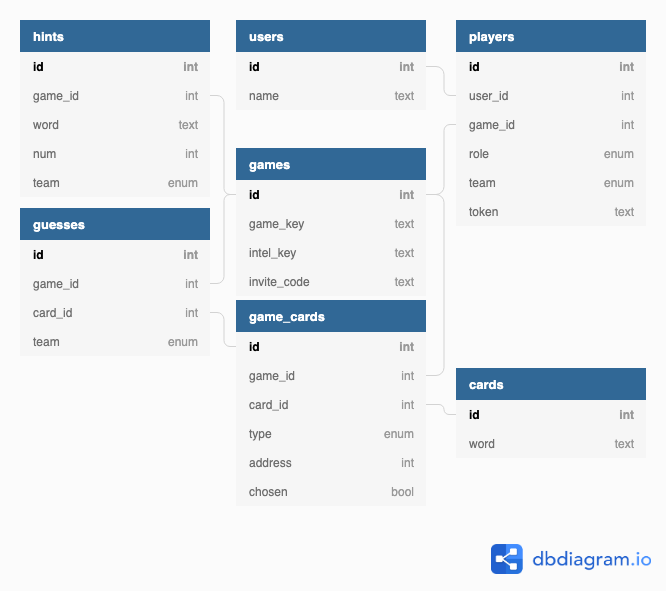 hints
id int
game_id int
word text
num int
team enum
users
id int
name text
players
id int
user_id int
game_id int
role enum
team enum
token text
games
id int
game_key text
intel_key text
invite_code text
guesses
id int
game_id int
card_id int
team enum
game_cards
id int
game_id int
card_id int
type enum
address int
chosen bool
cards
id int
word text
dbdiagram.io